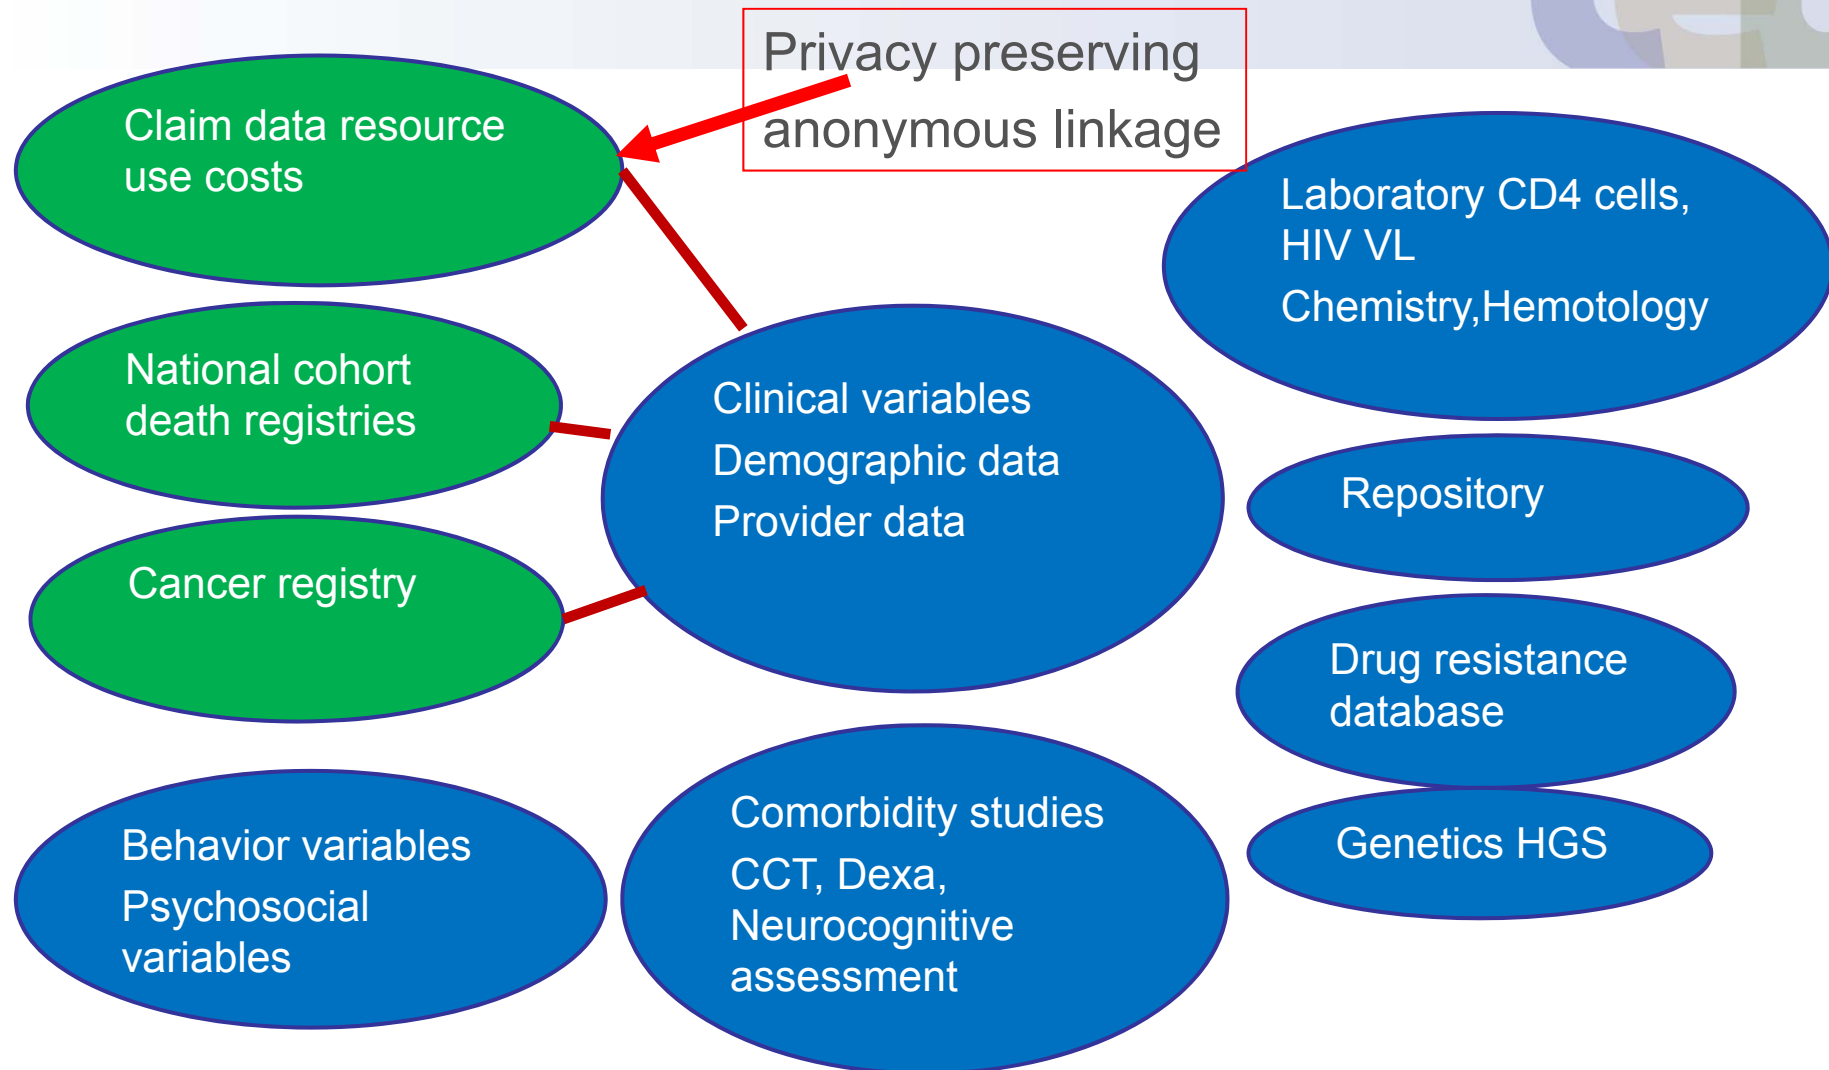 Privacy preserving
anonymous linkage
Claim data resource
use costs
Laboratory CD4 cells,
HIV VL
Chemistry,Hemotology
National cohort
death registries
Clinical variables
Demographic data
Provider data
Repository
Cancer registry
Drug resistance
database
Behavior variables
Psychosocial
variables
Comorbidity studies
CCT, Dexa,
Neurocognitive
assessment
Genetics HGS